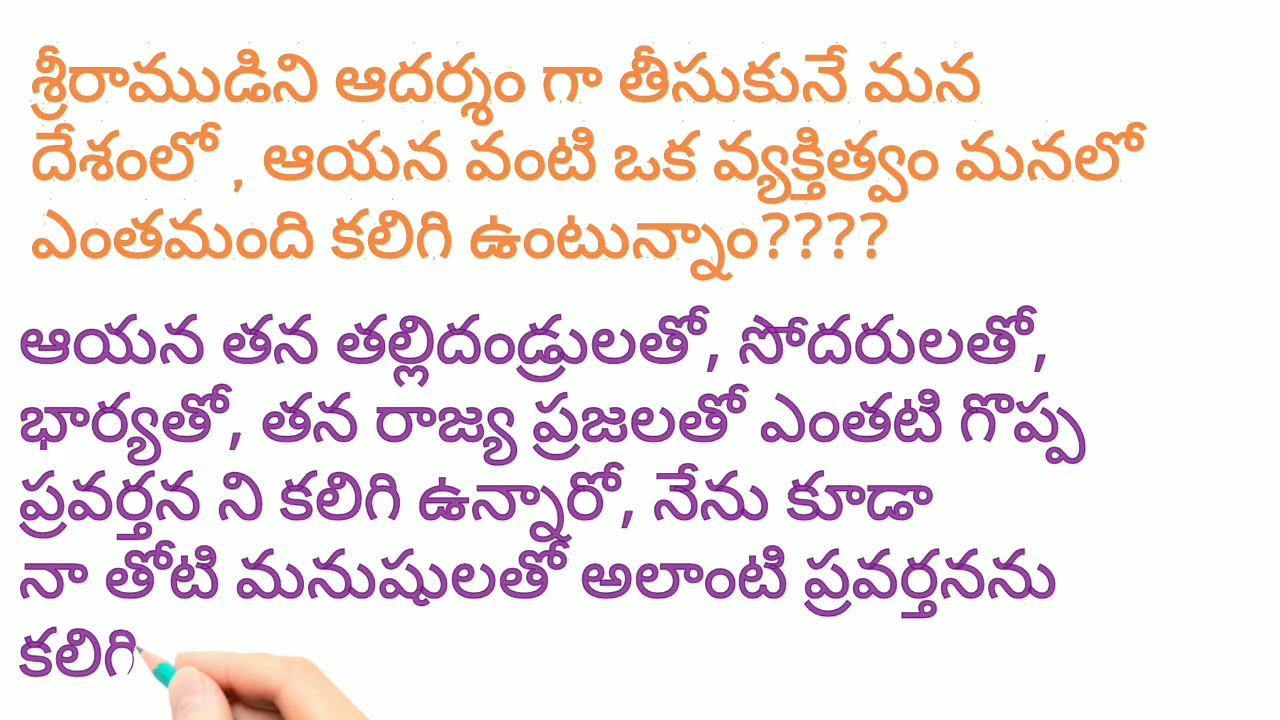 శ్రీరాముడిని ఆదర్శం గా తీసుకునే మన
దేశంలో , ఆయన వంటి ఒక వ్యక్తిత్వం మనలో
ఎంతమంది కలిగి ఉంటున్నాం????
ఆయన తన తల్లిదండ్రులతో, సోదరులతో,
భార్యతో, తన రాజ్య ప్రజలతో ఎంతటి గొప్ప
ప్రవర్తన ని కలిగి ఉన్నారో, నేను కూడా
నా తోటి మనుషులతో అలాంటి ప్రవర్తనను
కలిగి